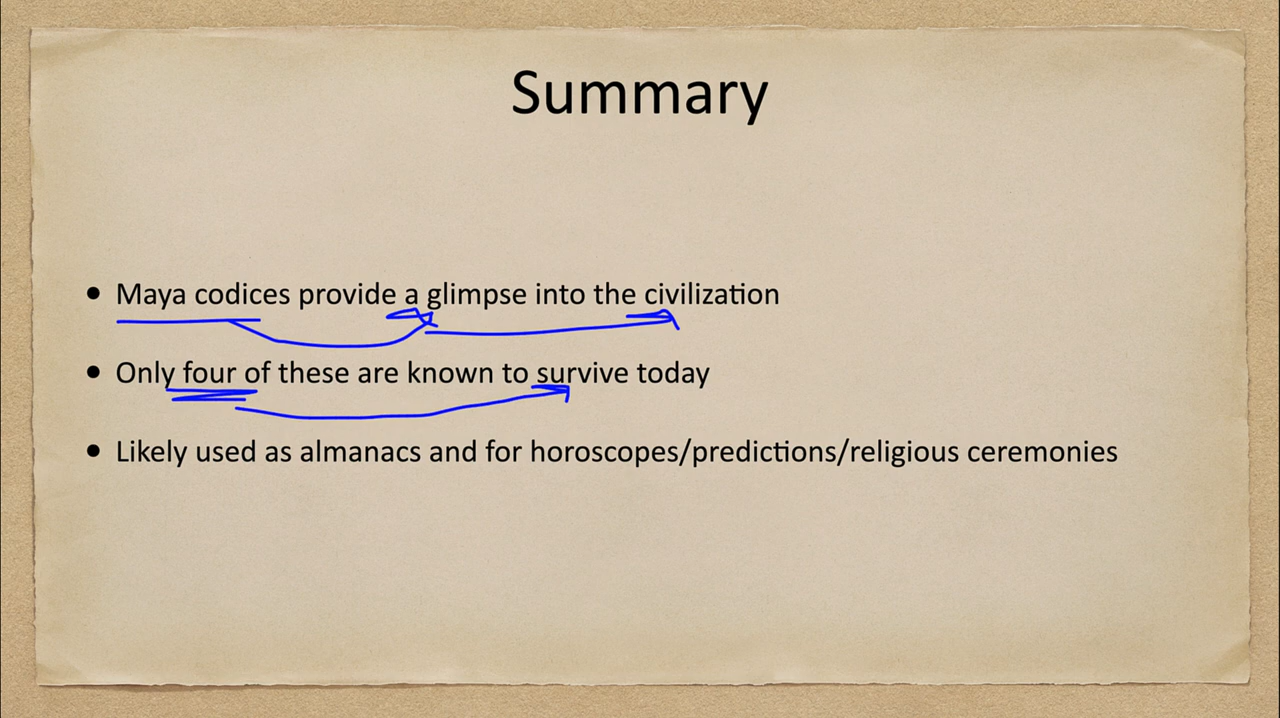 Summary
• Maya codices provide a glimpse into the civilization
• Only four of these are known to survive today
• Likely used as almanacs and for horoscopes/predictions/religious ceremonies